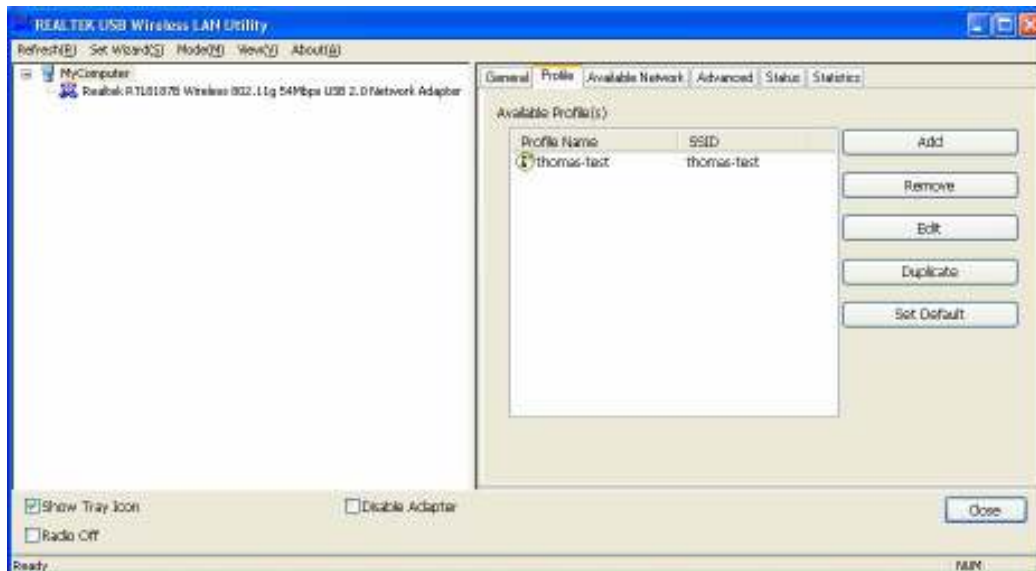 REALTEK USB Wireless LAN Utility
Refresh(R) Set Wizard(S) Mode(M) View(V) About(A)
MyComputer
Realtek RTL8187B Wireless 802.11g 54Mbps USB 2.0 Network Adapter
General Profile Available Network Advanced Status Statistics
Available Profile(s)
Profile Name SSID
thomas-test thomas-test
Add
Remove
Edit
Duplicate
Set Default
Show Tray Icon Disable Adapter
Radio Off
Close
Ready NUM